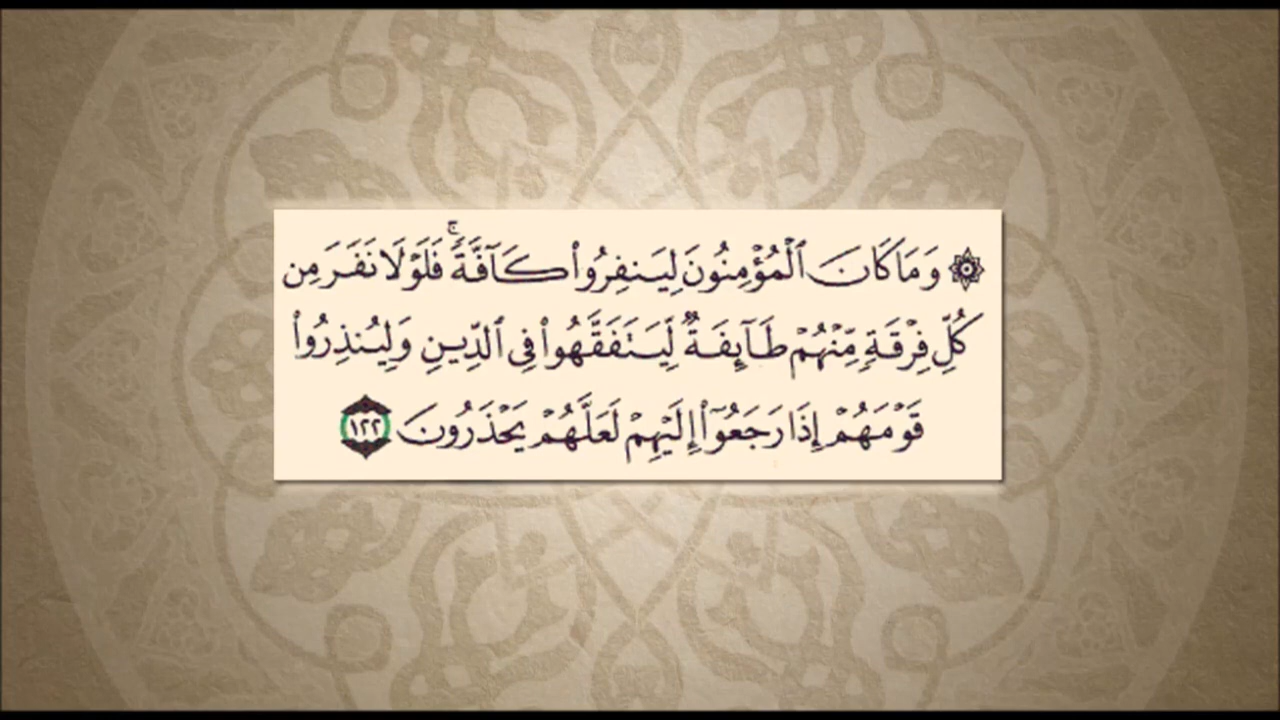 ۞ وَمَا كَانَ ٱلْمُؤْمِنُونَ لِيَنفِرُوا۟ كَآفَّةً ۚ فَلَوْلَا نَفَرَ مِن
كُلِّ فِرْقَةٍ مِّنْهُمْ طَآئِفَةٌ لِّيَتَفَقَّهُوا۟ فِى ٱلدِّينِ وَلِيُنذِرُوا۟
قَوْمَهُمْ إِذَا رَجَعُوٓا۟ إِلَيْهِمْ لَعَلَّهُمْ يَحْذَرُونَ ١٢٢